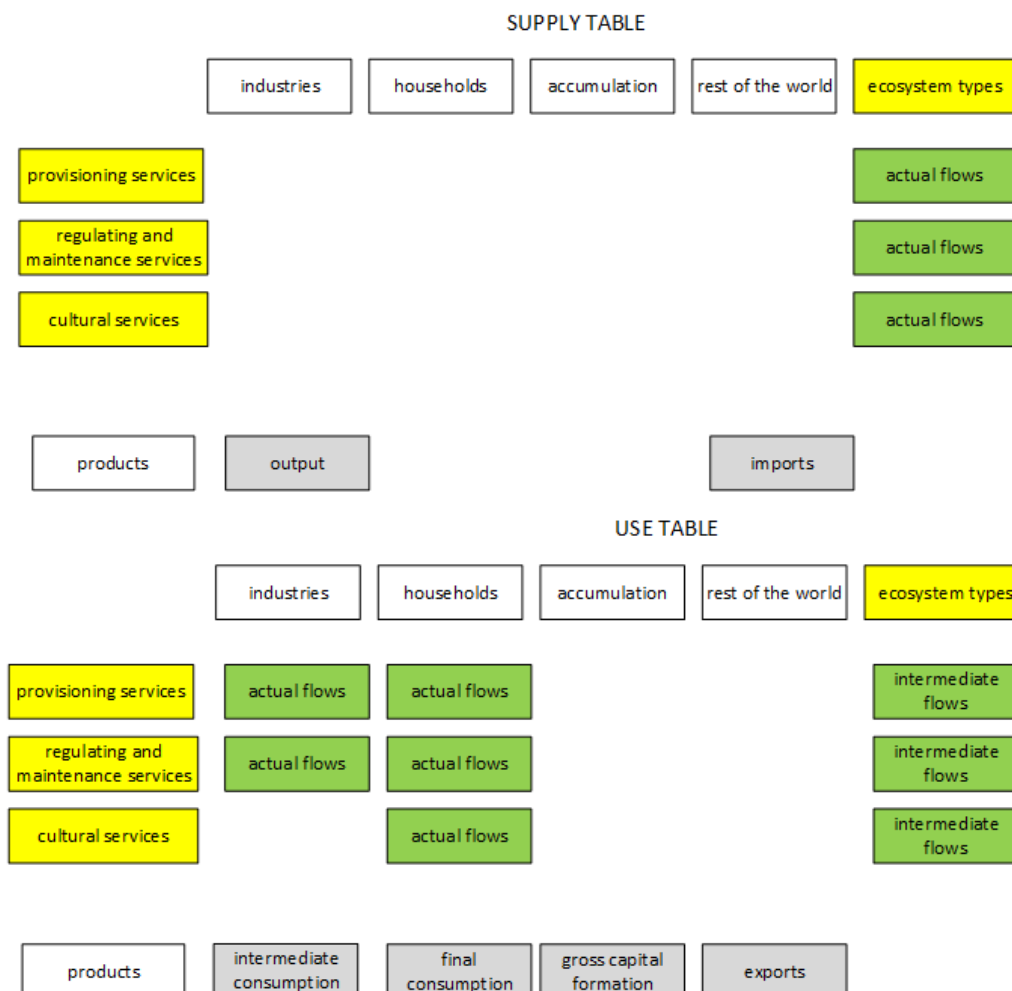 SUPPLY TABLE
industries
households
accumulation
rest of the world
ecosystem types
provisioning services
actual flows
regulating and
maintenance services
actual flows
cultural services
actual flows
products
output
imports
USE TABLE
industries
households
accumulation
rest of the world
ecosystem types
provisioning services
actual flows
actual flows
intermediate
flows
regulating and
maintenance services
actual flows
actual flows
intermediate
flows
cultural services
actual flows
intermediate
flows
products
intermediate
consumption
final
consumption
gross capital
formation
exports